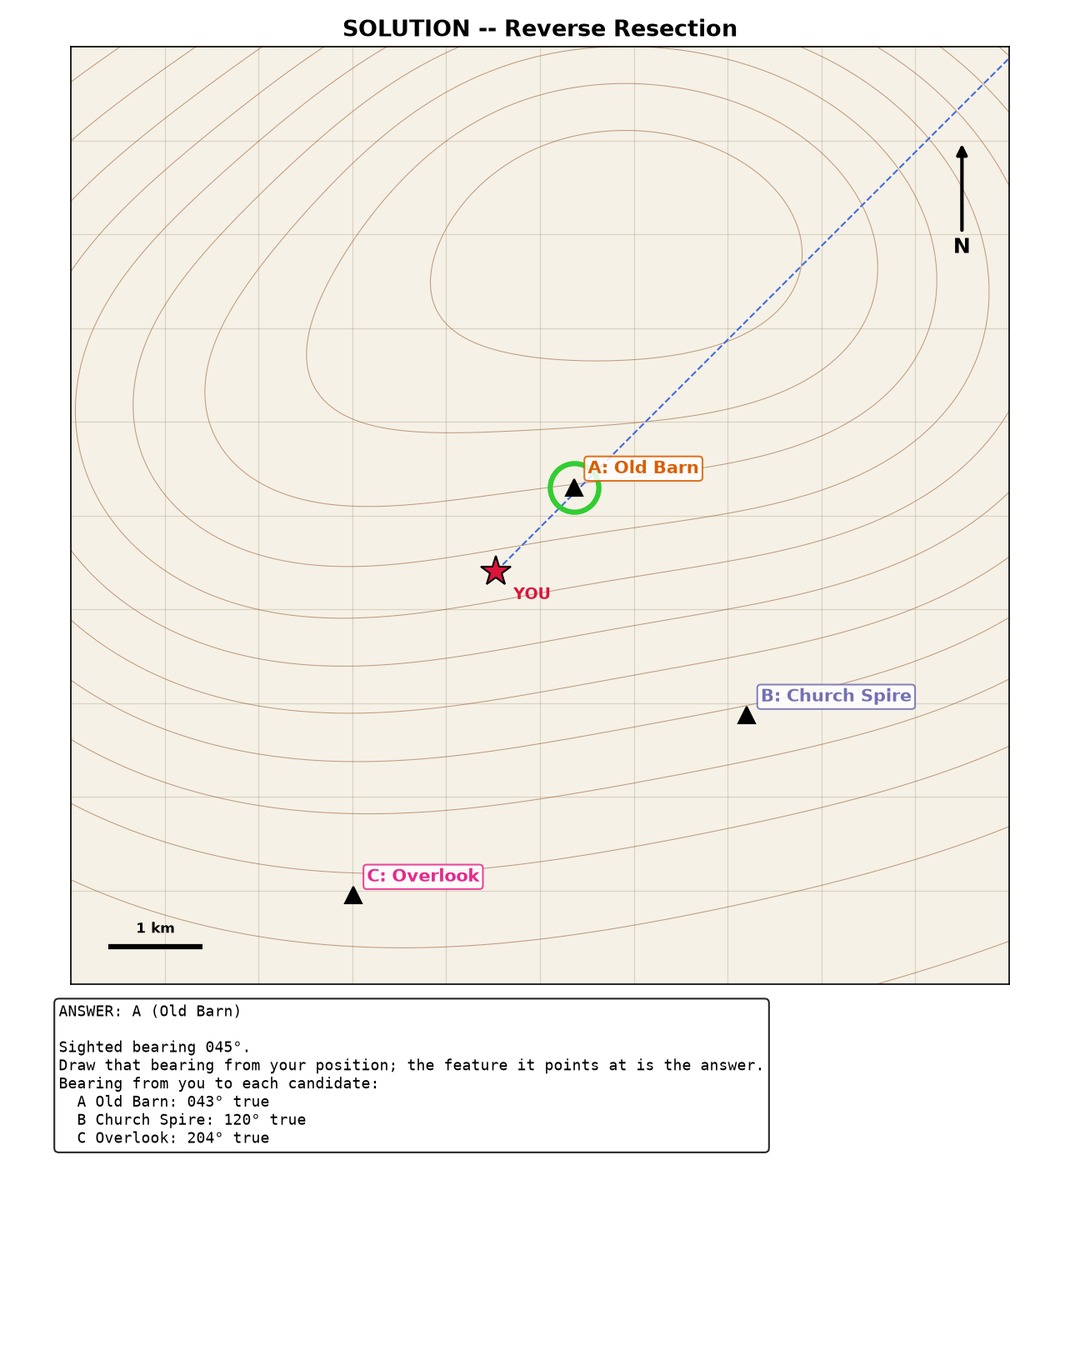 SOLUTION -- Reverse Resection
N
A: Old Barn
YOU
B: Church Spire
C: Overlook
1 km
ANSWER: A (Old Barn)
Sighted bearing 045°.
Draw that bearing from your position; the feature it points at is the answer.
Bearing from you to each candidate:
A Old Barn: 043° true
B Church Spire: 120° true
C Overlook: 204° true